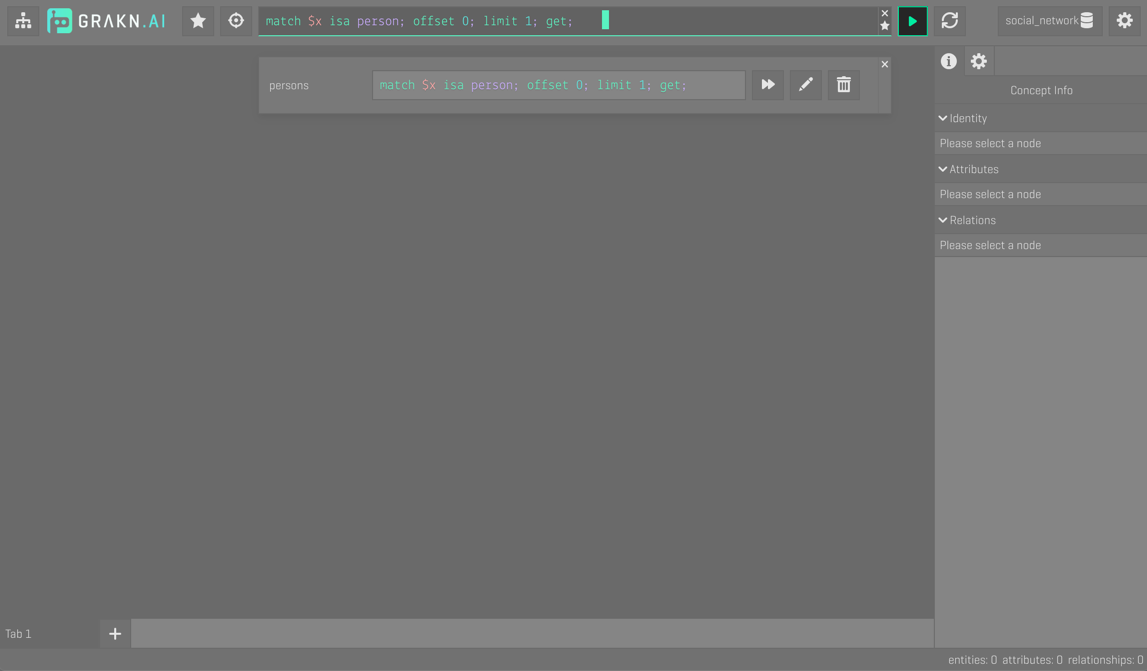 GRAKN.AI
match $x isa person; offset 0; limit 1; get;
social_network
persons
match $x isa person; offset 0; limit 1; get;
Concept Info
Identity
Please select a node
Attributes
Please select a node
Relations
Please select a node
Tab 1
entities: 0 attributes: 0 relationships: 0